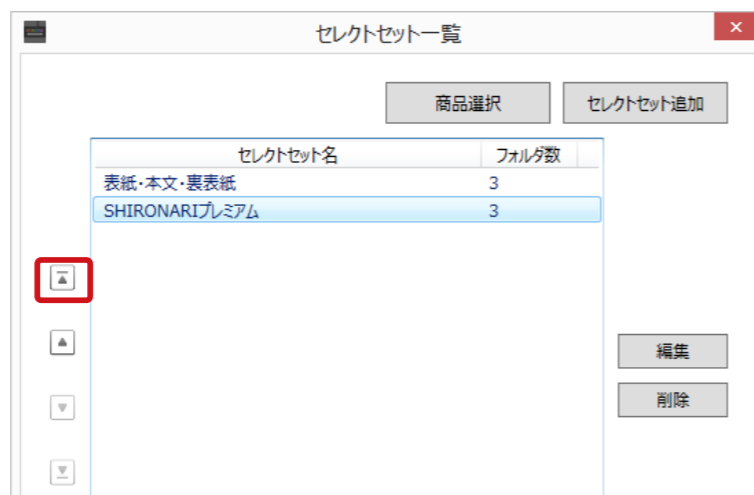 セレクトセット一覧
商品選択
セレクトセット追加
セレクトセット名 フォルダ数
表紙・本文・裏表紙 3
SHIRONARIプレミアム 3
編集
削除